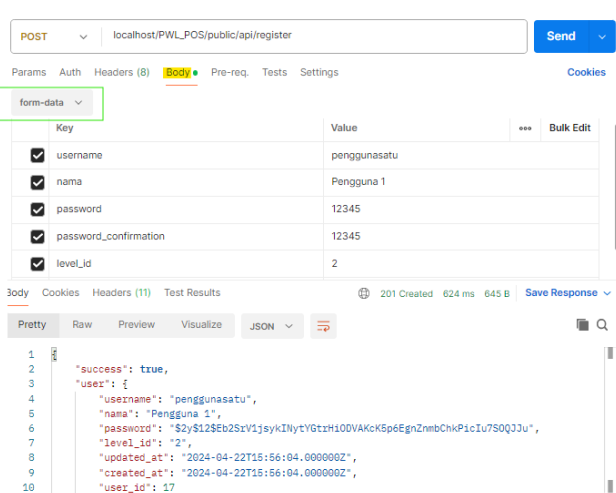 POST localhost/PWL_POS/public/api/register Send
Params Auth Headers (8) Body Pre-req. Tests Settings Cookies
form-data
Key Value ooo Bulk Edit
username penggunasatu
nama Pengguna 1
password 12345
password_confirmation 12345
level_id 2
Body Cookies Headers (11) Test Results 201 Created 624 ms 645 B Save Response
Pretty Raw Preview Visualize JSON
1 {
2 "success": true,
3 "user": {
4 "username": "penggunasatu",
5 "nama": "Pengguna 1",
6 "password": "$2y$12$Eb2SrV1jsykINytYGtrHiODVAKcK5p6EgnZnmbChkPicIu7SOQJJu",
7 "level_id": "2",
8 "updated_at": "2024-04-22T15:56:04.000000Z",
9 "created_at": "2024-04-22T15:56:04.000000Z",
10 "user_id": 17